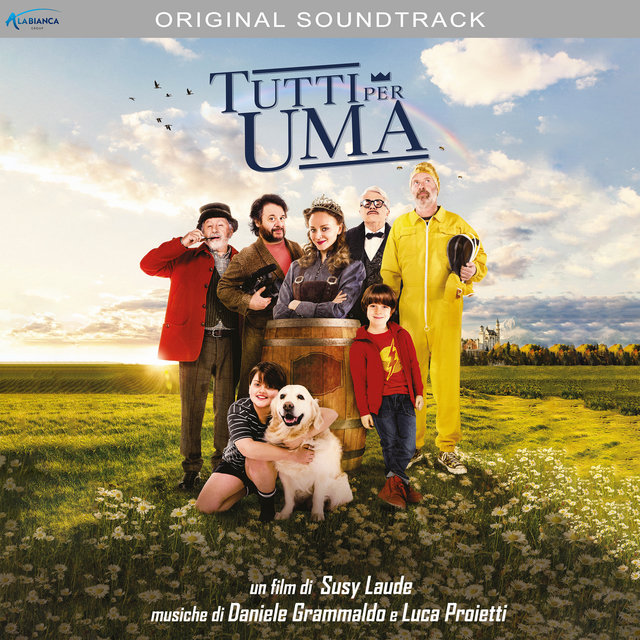 ALABIANCA
GROUP
ORIGINAL SOUNDTRACK
TUTTI PER
UMA
un film di Susy Laude
musiche di Daniele Grammaldo e Luca Proietti